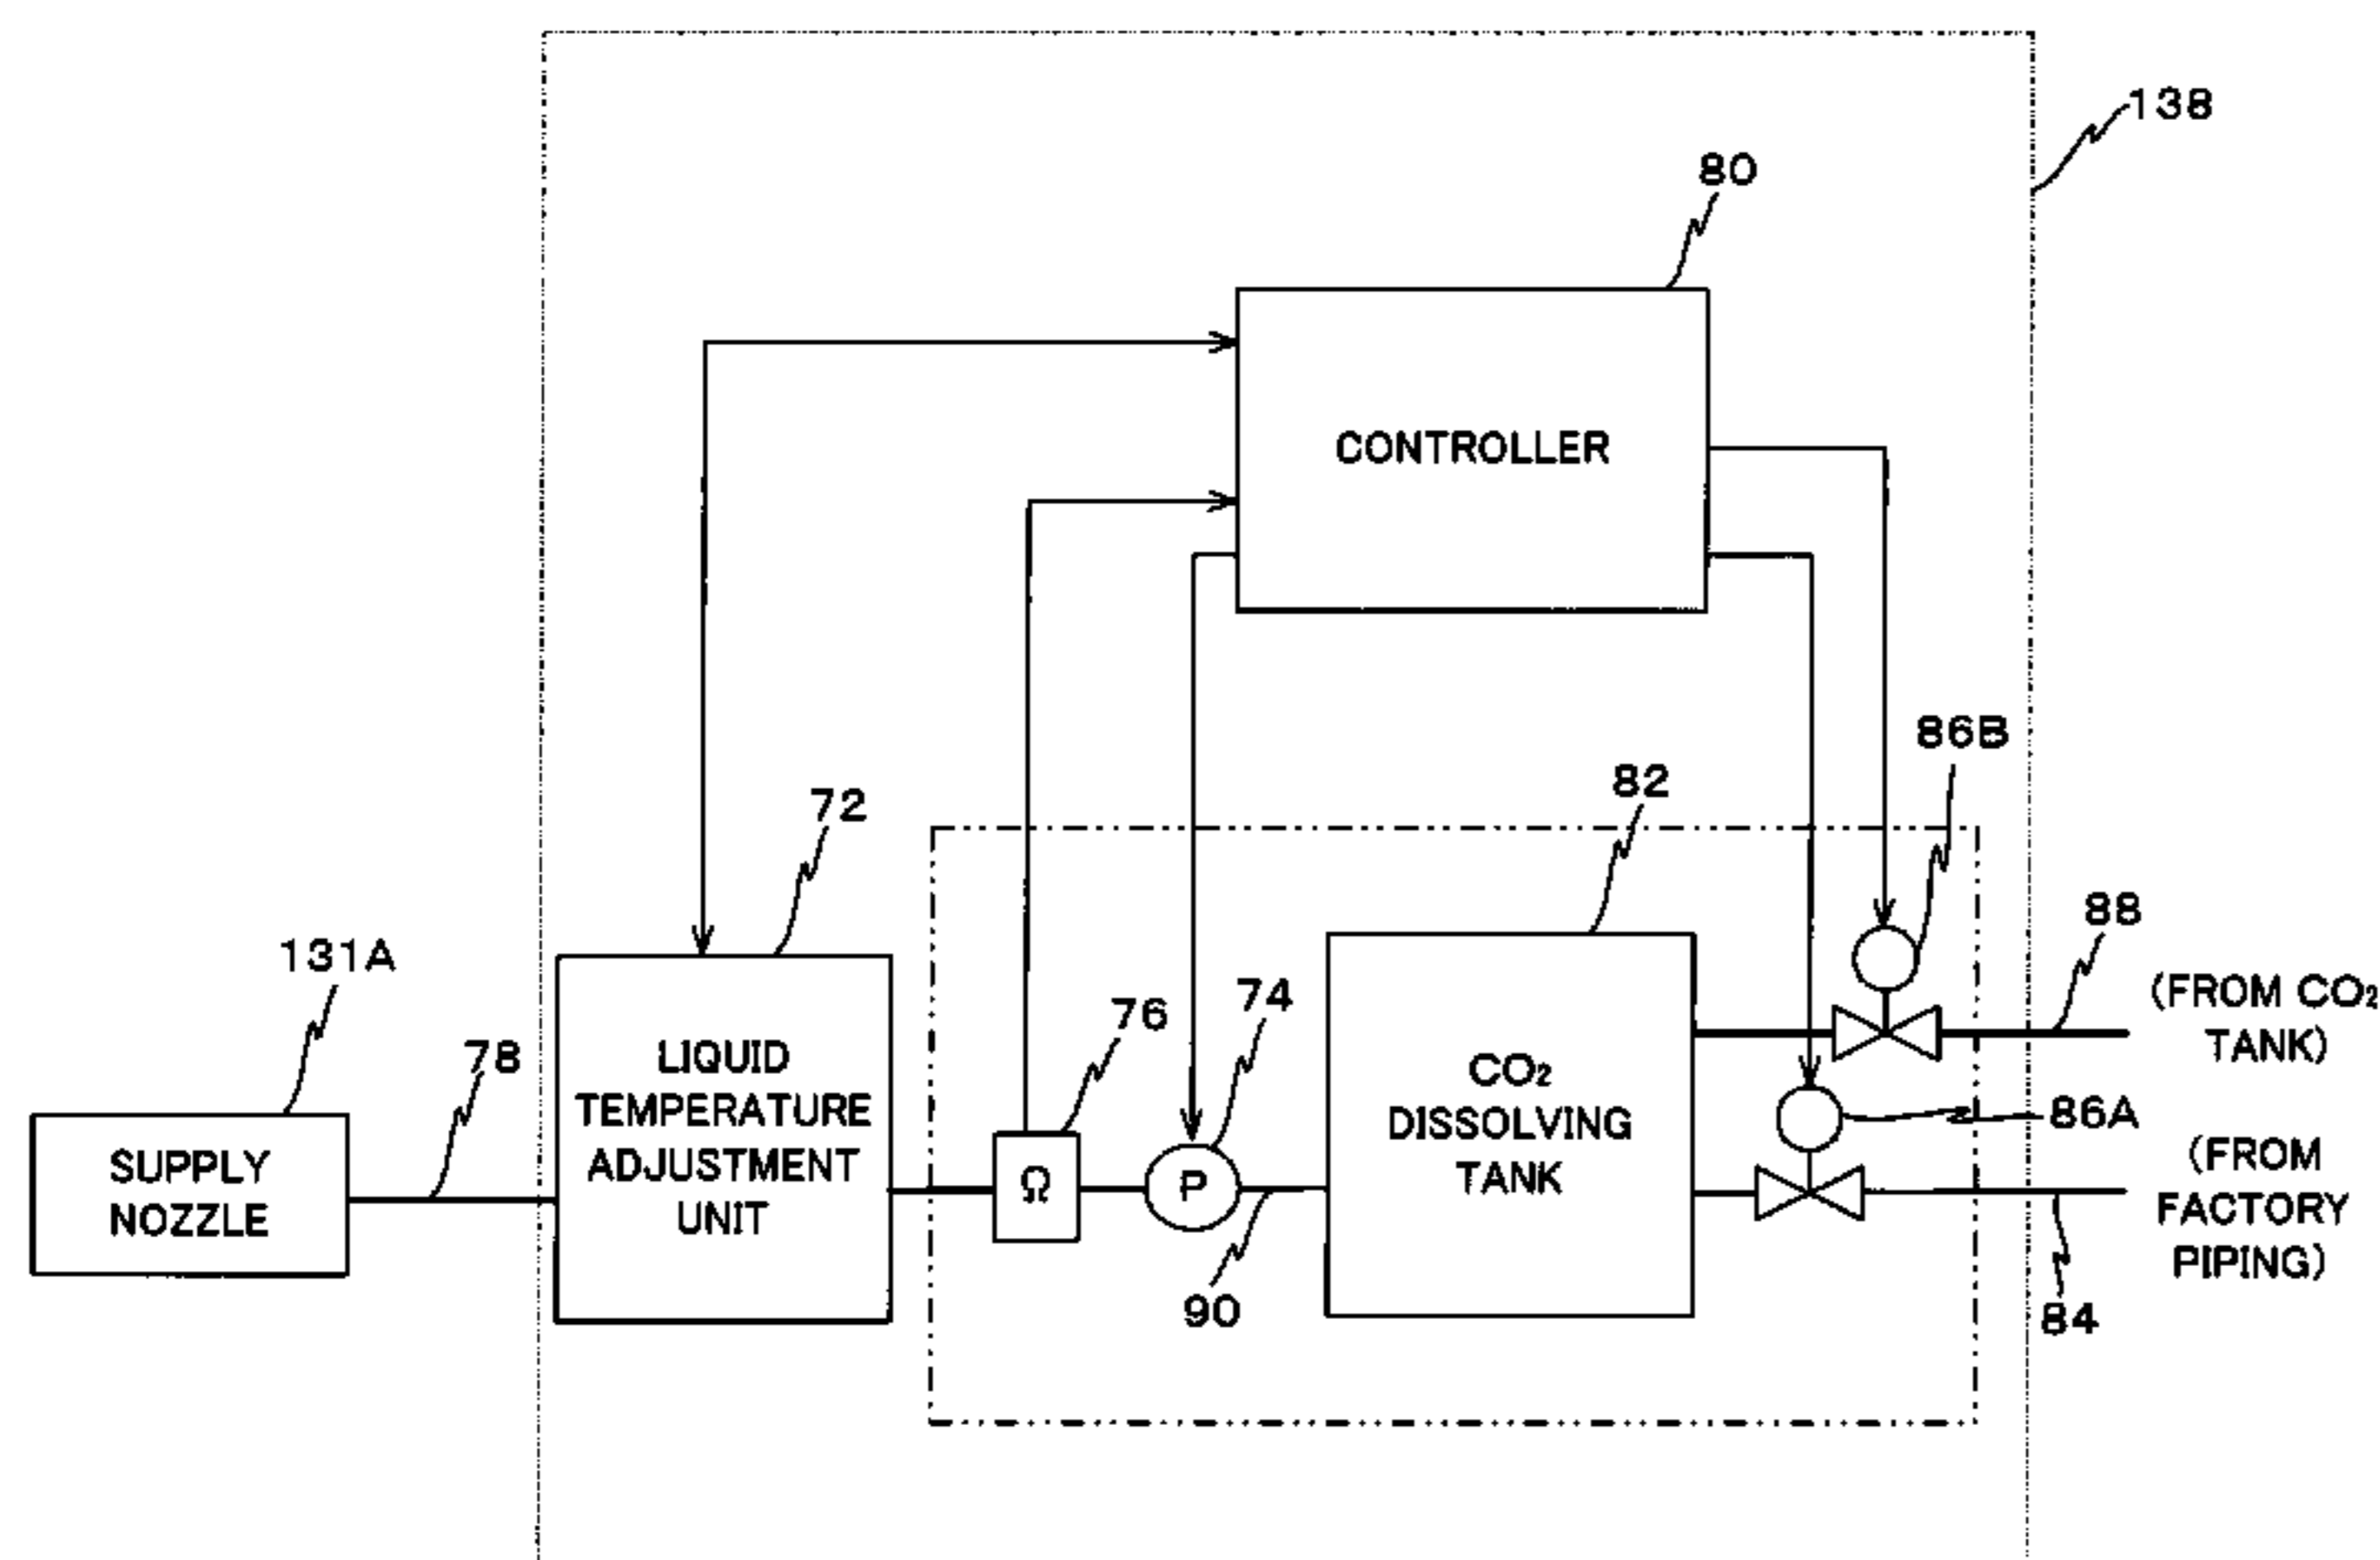 138
80
CONTROLLER
86B
82
72
88
(FROM CO₂
TANK)
131A
74
76
78
LIQUID
TEMPERATURE
ADJUSTMENT
UNIT
CO₂
DISSOLVING
TANK
86A
SUPPLY
NOZZLE
Ω
P
(FROM
FACTORY
PIPING)
90
84